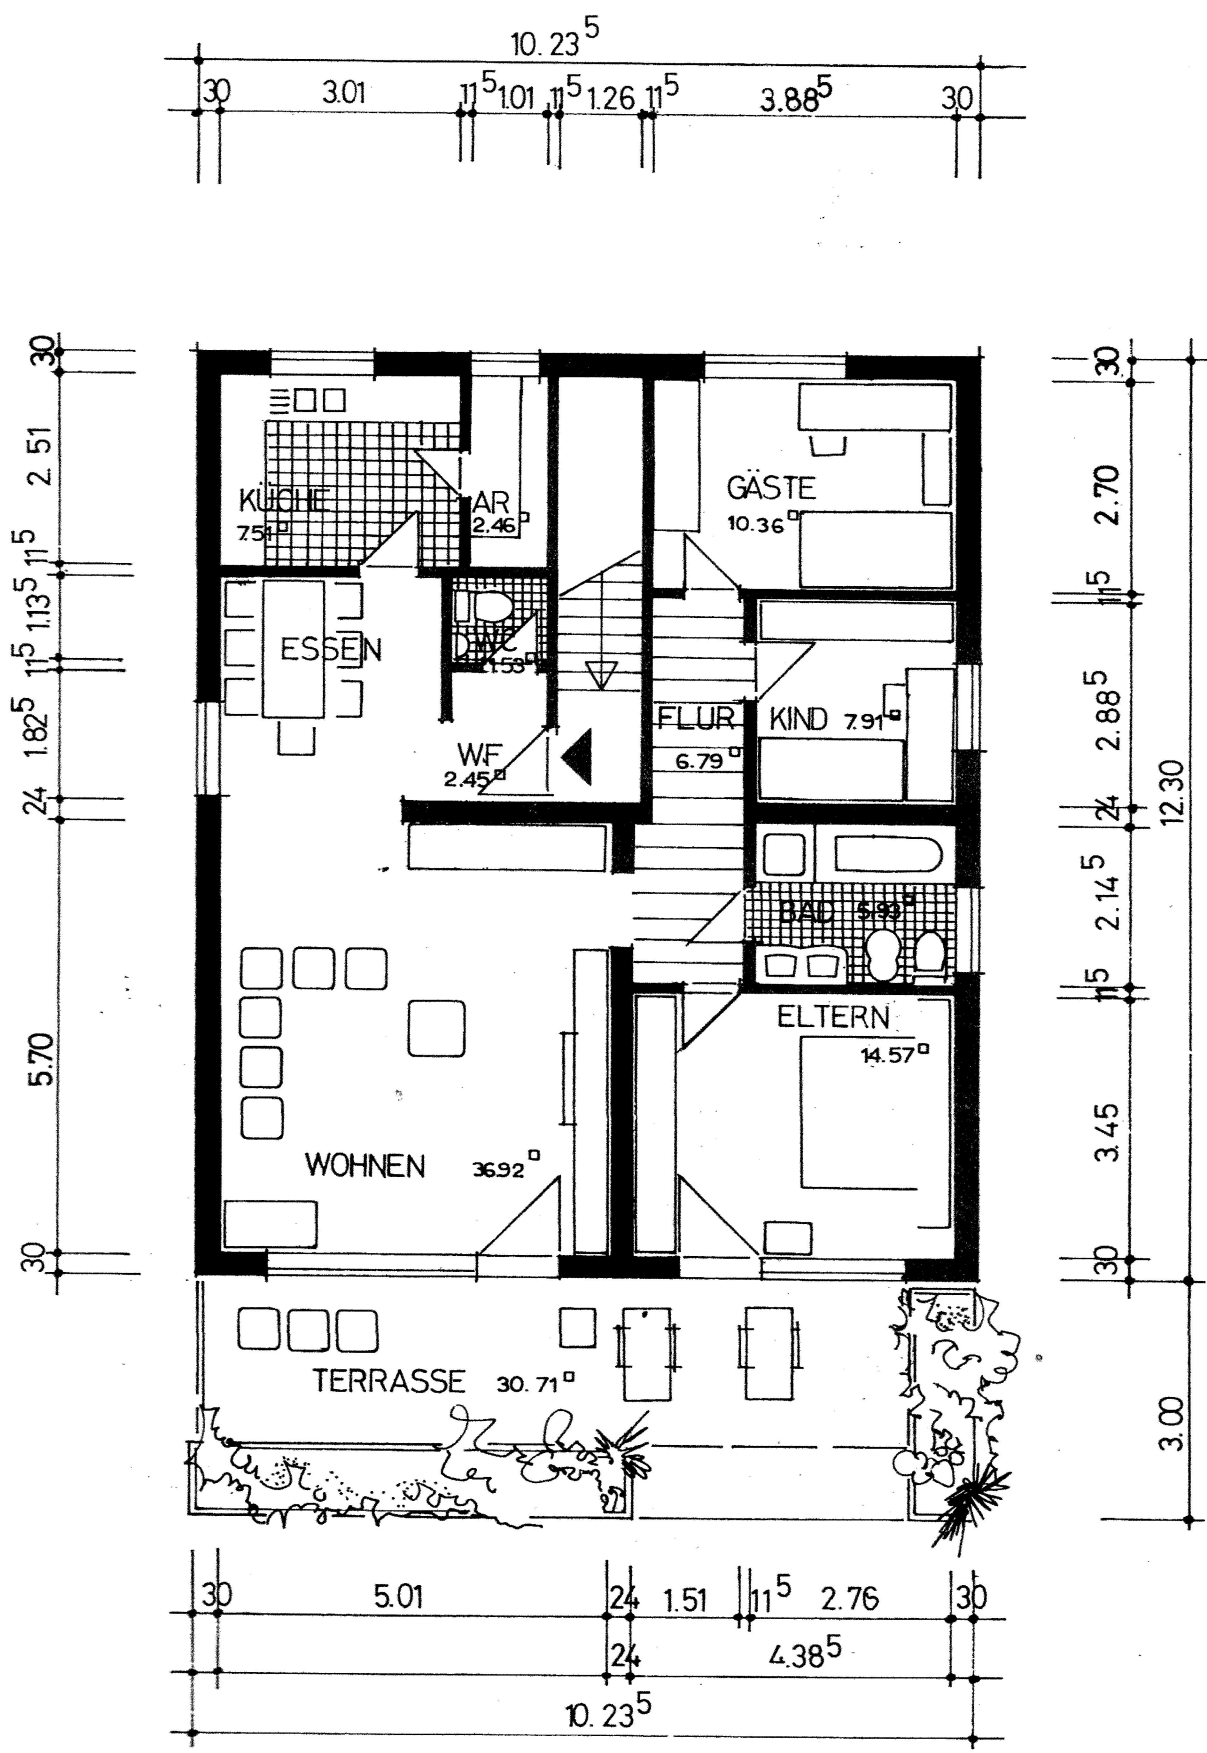 10.23⁵
30 3.01 11⁵ 1.01 11⁵ 1.26 11⁵ 3.88⁵ 30
30
2.51
11⁵
1.13⁵
11⁵
1.82⁵
24
5.70
30
KÜCHE
7.51□
AR
2.46□
GÄSTE
10.36□
ESSEN
WC
1.53□
WF
2.45□
FLUR
6.79□
KIND 7.91□
BAD 5.93□
ELTERN
14.57□
WOHNEN 36.92□
TERRASSE 30.71□
30
2.70
11⁵
2.88⁵
24
2.14⁵
11⁵
3.45
30
12.30
3.00
30 5.01 24 1.51 11⁵ 2.76 30
24 4.38⁵
10.23⁵